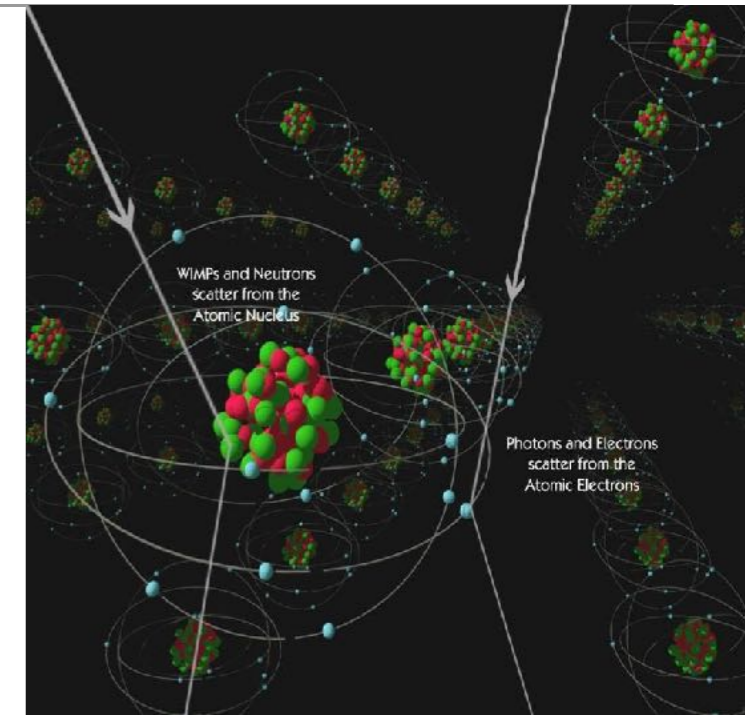 WIMPs and Neutrons
scatter from the
Atomic Nucleus
Photons and Electrons
scatter from the
Atomic Electrons